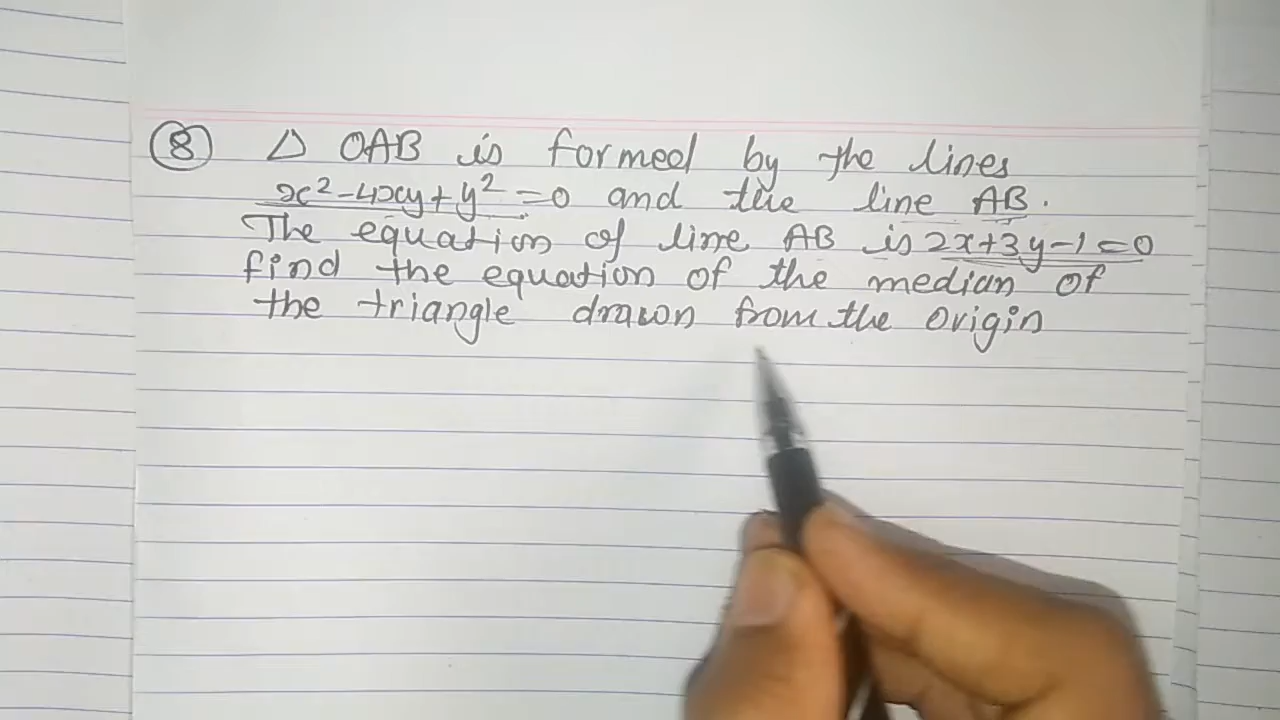 ⑧ △ OAB is formed by the lines
x²-4xy+y²=0 and the line AB.
The equation of line AB is 2x+3y-1=0
find the equation of the median of
the triangle drawn from the origin